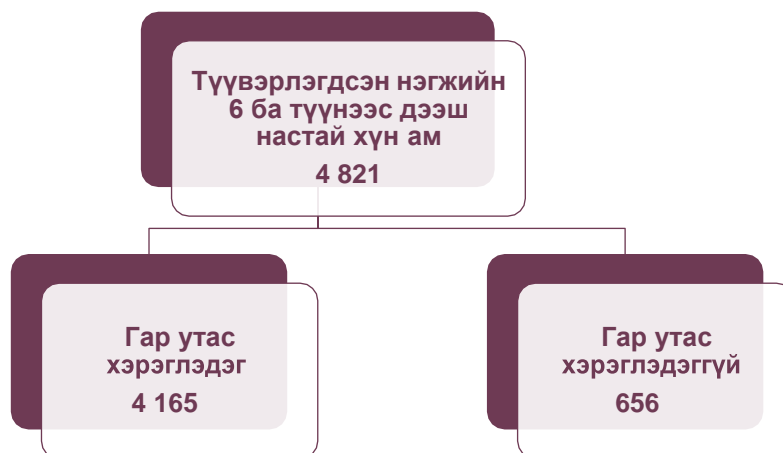 Түүвэрлэгдсэн нэгжийн
6 ба түүнээс дээш
настай хүн ам
4 821
Гар утас
хэрэглэдэг
4 165
Гар утас
хэрэглэдэггүй
656